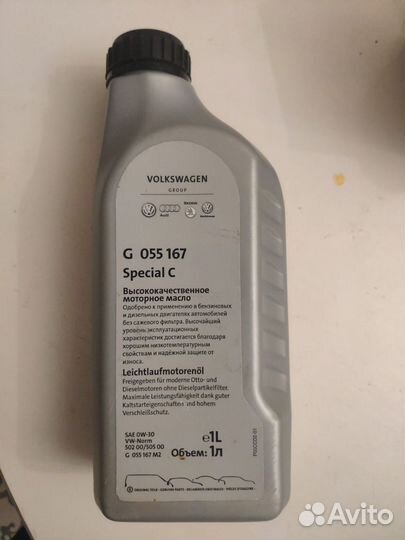 VOLKSWAGEN
GROUP
Audi
G 055 167
Special C
Высококачественное
моторное масло
Одобрено к применению в бензиновых
и дизельных двигателях автомобилей
без сажевого фильтра. Высочайший
уровень эксплуатационных
характеристик достигается благодаря
хорошим низкотемпературным
свойствам и надёжной защите от
износа.
Leichtlaufmotorenöl
Freigegeben für moderne Otto- und
Dieselmotoren ohne Dieselpartikelfilter.
Maximale Leistungsfähigkeit dank guter
Kaltstarteigenschaften und hohem
Verschleißschutz.
SAE 0W-30
VW-Norm
502 00/505 00
G 055 167 M2
℮1L
Объем: 1л
Avito